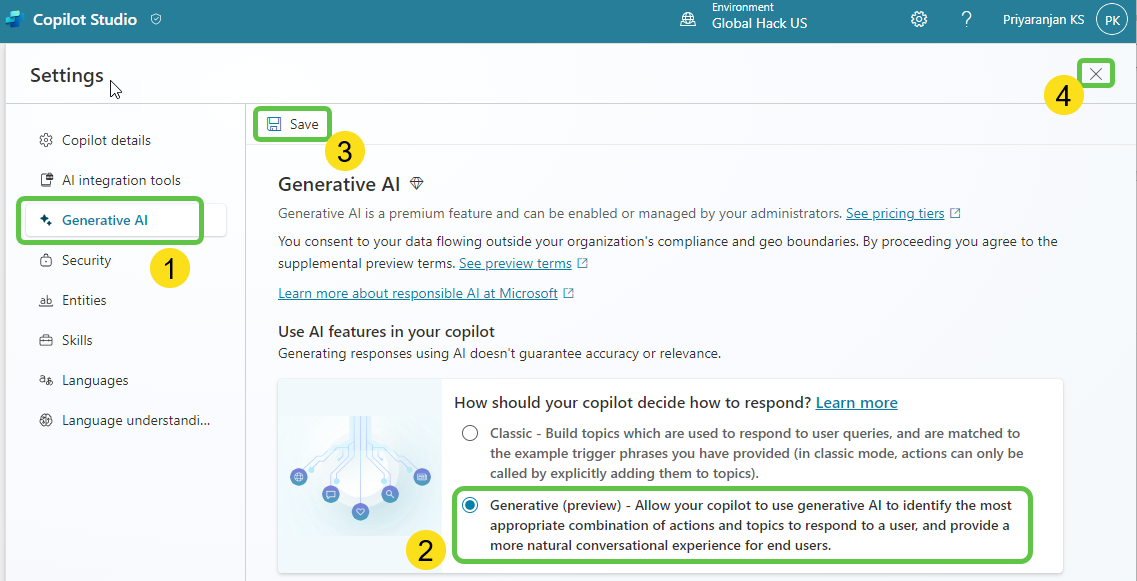 Copilot Studio
Environment
Global Hack US
?
Priyaranjan KS
PK
Settings
4
Copilot details
AI integration tools
Generative AI
1
Security
ab Entities
Skills
Languages
Language understandi...
Save
3
Generative AI
Generative AI is a premium feature and can be enabled or managed by your administrators. See pricing tiers
You consent to your data flowing outside your organization's compliance and geo boundaries. By proceeding you agree to the
supplemental preview terms. See preview terms
Learn more about responsible AI at Microsoft
Use AI features in your copilot
Generating responses using AI doesn't guarantee accuracy or relevance.
How should your copilot decide how to respond? Learn more
Classic - Build topics which are used to respond to user queries, and are matched to
the example trigger phrases you have provided (in classic mode, actions can only be
called by explicitly adding them to topics).
Generative (preview) - Allow your copilot to use generative AI to identify the most
appropriate combination of actions and topics to respond to a user, and provide a
more natural conversational experience for end users.
2